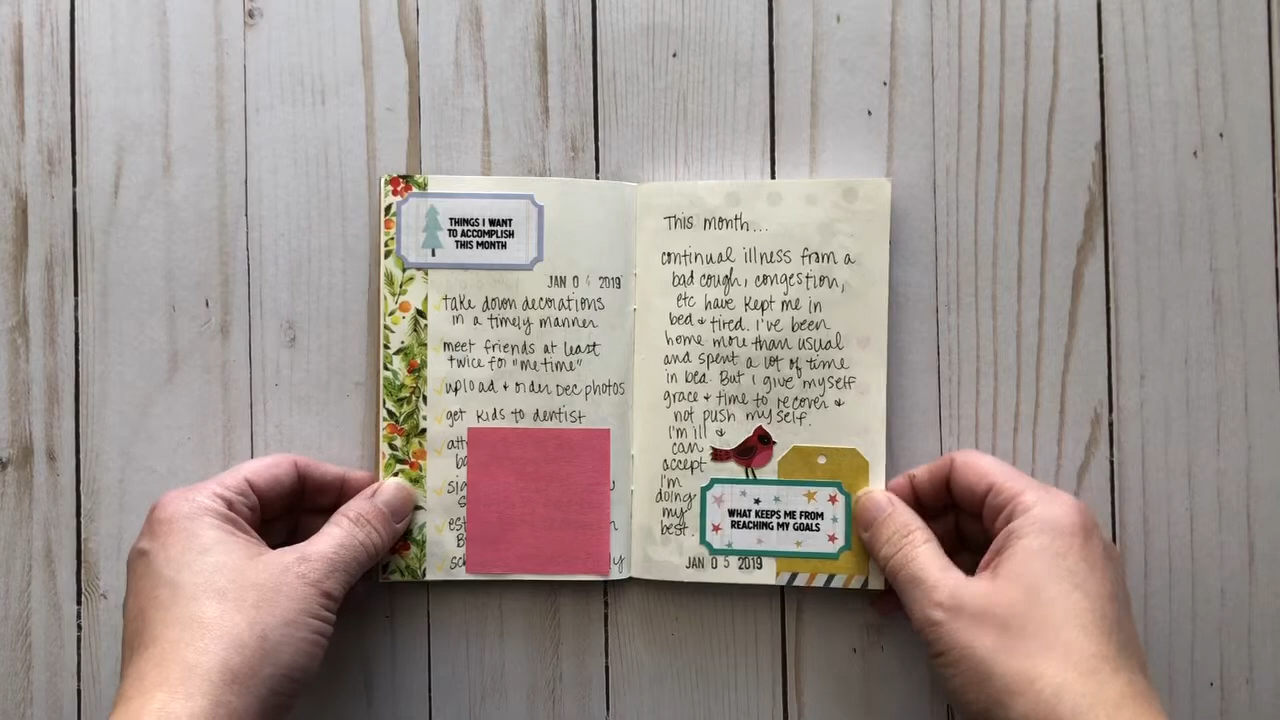 THINGS I WANT
TO ACCOMPLISH
THIS MONTH
JAN 0 4 2019
take down decorations
in a timely manner
meet friends at least
twice for "me time"
upload & order Dec photos
get kids to dentist
This month...
continual illness from a
bad cough, congestion,
etc have kept me in
bed & tired. I've been
home more than usual
and spent a lot of time
in bed. But I give myself
grace & time to recover &
not push myself.
I'm ill &
can
accept
I'm
doing
my
best.
WHAT KEEPS ME FROM
REACHING MY GOALS
JAN 0 5 2019